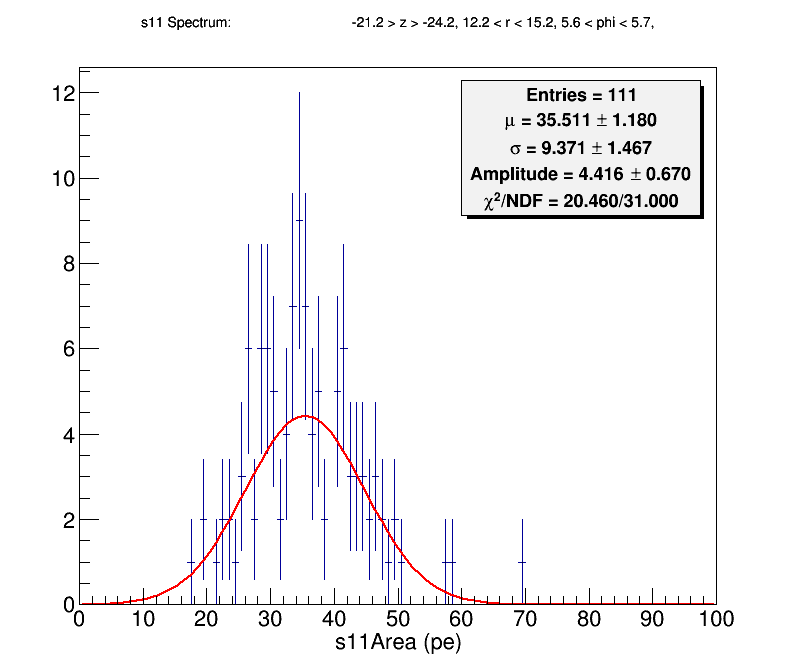 s11 Spectrum: -21.2 > z > -24.2, 12.2 < r < 15.2, 5.6 < phi < 5.7,
Entries = 111
μ = 35.511 ± 1.180
σ = 9.371 ± 1.467
Amplitude = 4.416 ± 0.670
χ²/NDF = 20.460/31.000
12
10
8
6
4
2
0
0 10 20 30 40 50 60 70 80 90 100
s11Area (pe)